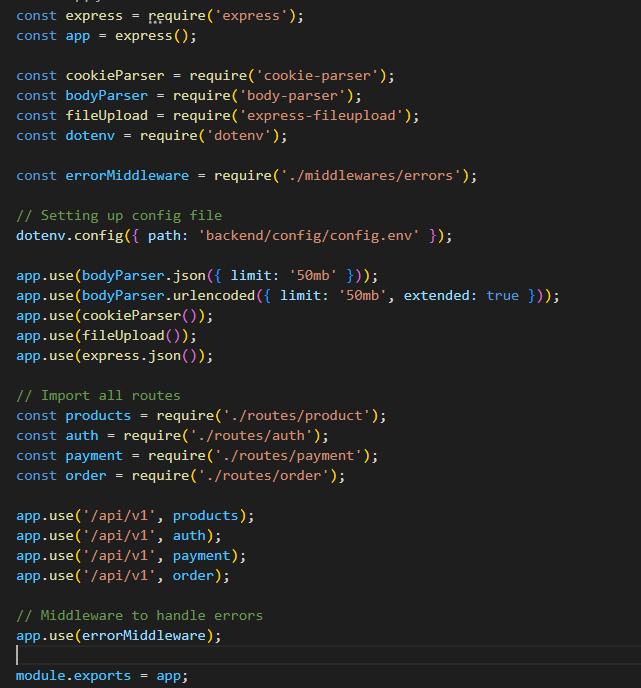 const express = require('express');
const app = express();
const cookieParser = require('cookie-parser');
const bodyParser = require('body-parser');
const fileUpload = require('express-fileupload');
const dotenv = require('dotenv');
const errorMiddleware = require('./middlewares/errors');
// Setting up config file
dotenv.config({ path: 'backend/config/config.env' });
app.use(bodyParser.json({ limit: '50mb' }));
app.use(bodyParser.urlencoded({ limit: '50mb', extended: true }));
app.use(cookieParser());
app.use(fileUpload());
app.use(express.json());
// Import all routes
const products = require('./routes/product');
const auth = require('./routes/auth');
const payment = require('./routes/payment');
const order = require('./routes/order');
app.use('/api/v1', products);
app.use('/api/v1', auth);
app.use('/api/v1', payment);
app.use('/api/v1', order);
// Middleware to handle errors
app.use(errorMiddleware);
module.exports = app;